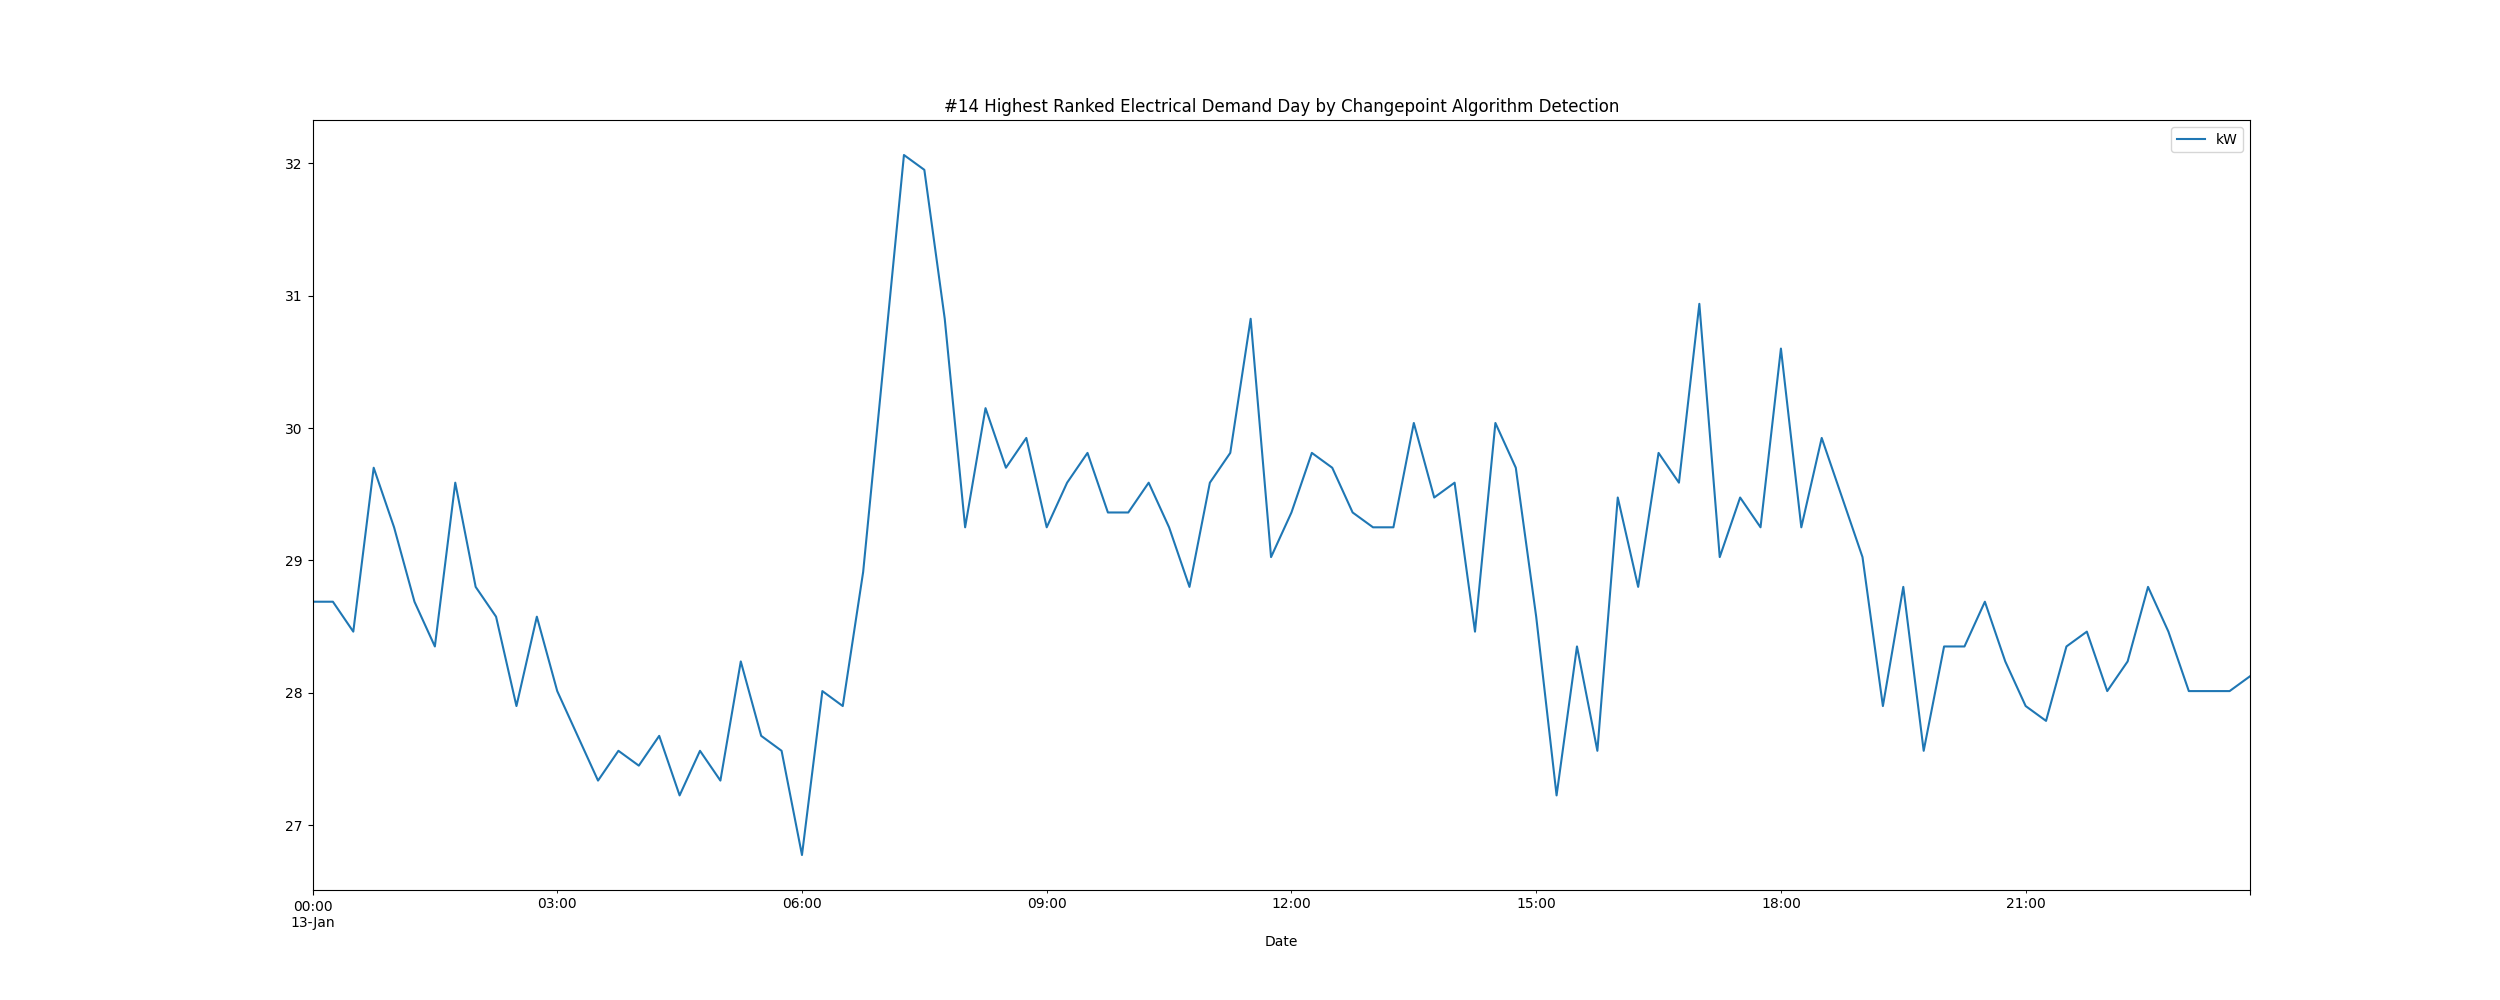 #14 Highest Ranked Electrical Demand Day by Changepoint Algorithm Detection
kW
32
31
30
29
28
27
00:00 03:00 06:00 09:00 12:00 15:00 18:00 21:00
13-Jan
Date